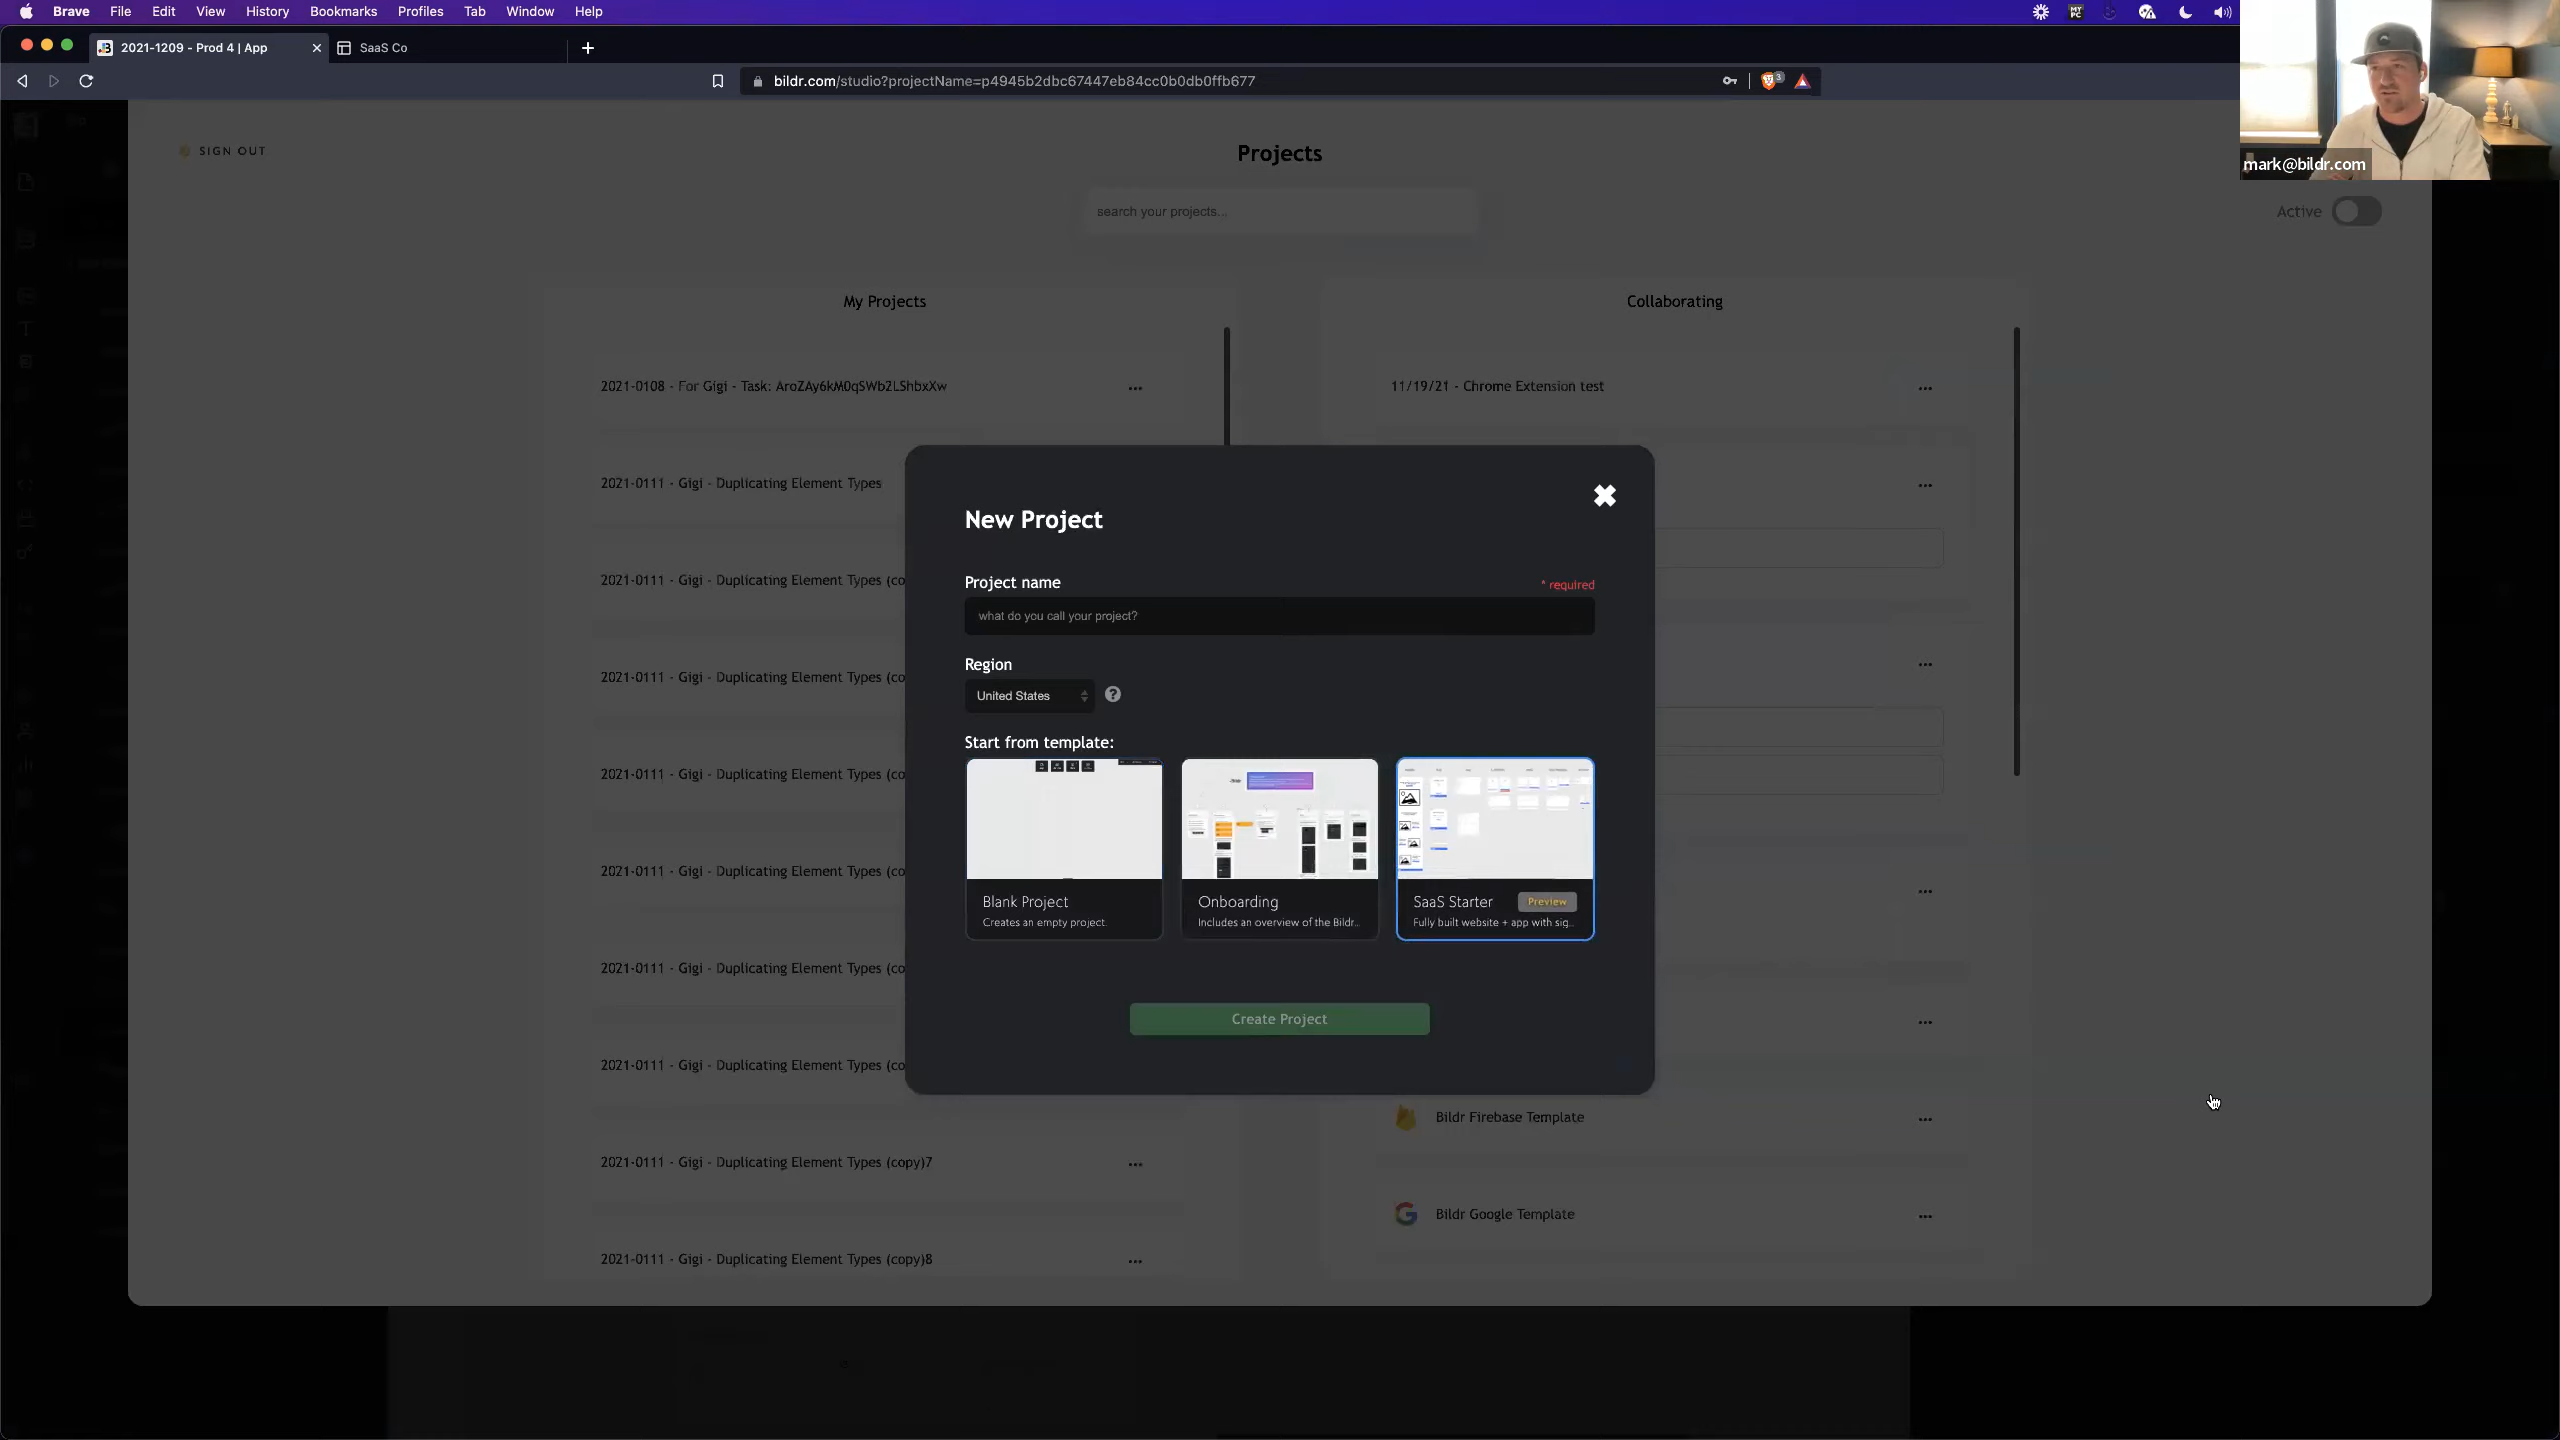 Brave File Edit View History Bookmarks Profiles Tab Window Help
2021-1209 - Prod 4 | App
SaaS Co
bildr.com/studio?projectName=p4945b2dbc67447eb84cc0b0db0ffb677
3
mark@bildr.com
SIGN OUT
Projects
search your projects...
Active
My Projects
2021-0108 - For Gigi - Task: AroZAy6kM0qSWb2LShbxXw
2021-0111 - Gigi - Duplicating Element Types
2021-0111 - Gigi - Duplicating Element Types (co
2021-0111 - Gigi - Duplicating Element Types (co
2021-0111 - Gigi - Duplicating Element Types (co
2021-0111 - Gigi - Duplicating Element Types (co
2021-0111 - Gigi - Duplicating Element Types (co
2021-0111 - Gigi - Duplicating Element Types (co
2021-0111 - Gigi - Duplicating Element Types (copy)7
2021-0111 - Gigi - Duplicating Element Types (copy)8
Collaborating
11/19/21 - Chrome Extension test
Bildr Firebase Template
Bildr Google Template
New Project
Project name
* required
what do you call your project?
Region
United States
Start from template:
Blank Project
Creates an empty project.
Onboarding
Includes an overview of the Bildr...
SaaS Starter
Preview
Fully built website + app with sig...
Create Project